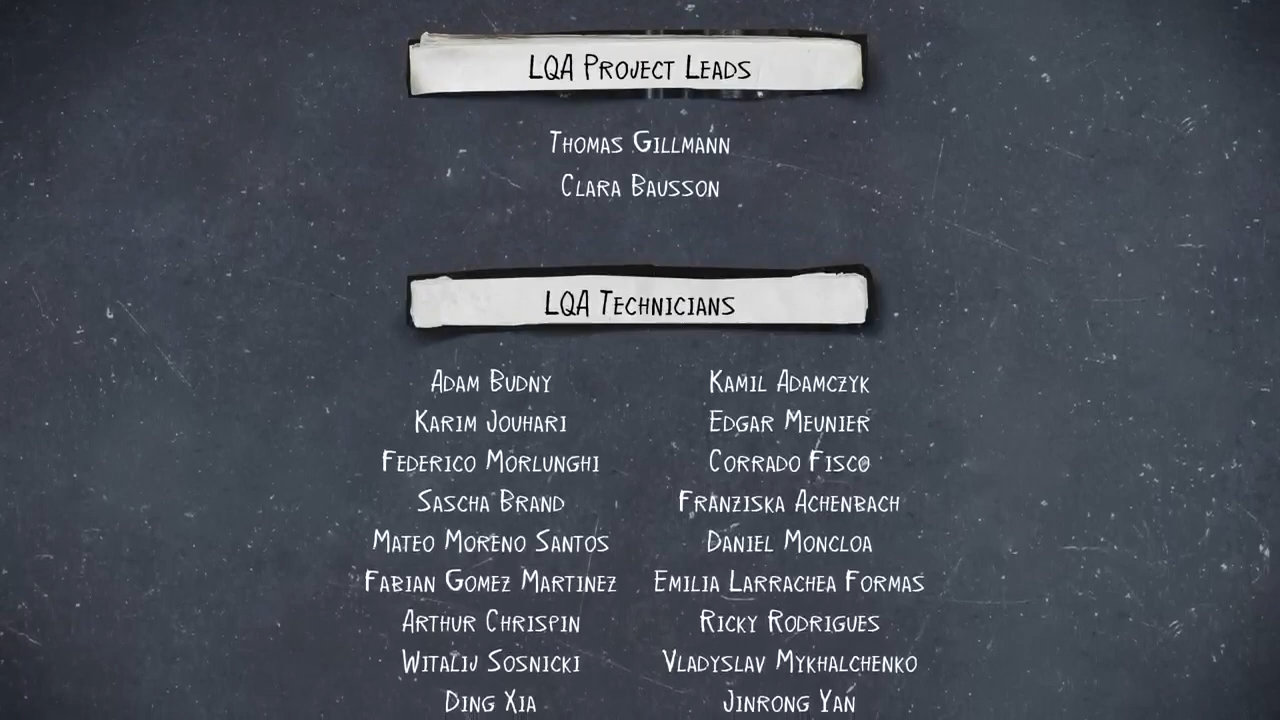 LQA Project Leads
Thomas Gillmann
Clara Bausson
LQA Technicians
Adam Budny Kamil Adamczyk
Karim Jouhari Edgar Meunier
Federico Morlunghi Corrado Fisco
Sascha Brand Franziska Achenbach
Mateo Moreno Santos Daniel Moncloa
Fabian Gomez Martinez Emilia Larrachea Formas
Arthur Chrispin Ricky Rodrigues
Witalij Sosnicki Vladyslav Mykhalchenko
Ding Xia Jinrong Yan